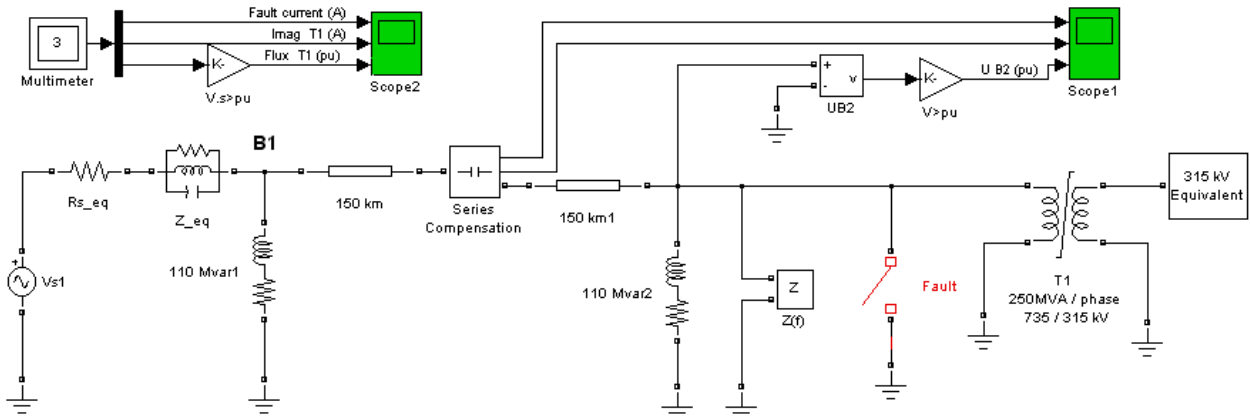 Fault current (A)
Imag T1 (A)
Flux T1 (pu)
3
Multimeter
K-
V.s>pu
Scope2
+
-
v
UB2
K-
V>pu
U B2 (pu)
Scope1
B1
Rs_eq
Z_eq
150 km
Series
Compensation
150 km1
315 kV
Equivalent
+
Vs1
110 Mvar1
110 Mvar2
Z
Z(f)
Fault
T1
250MVA / phase
735 / 315 kV